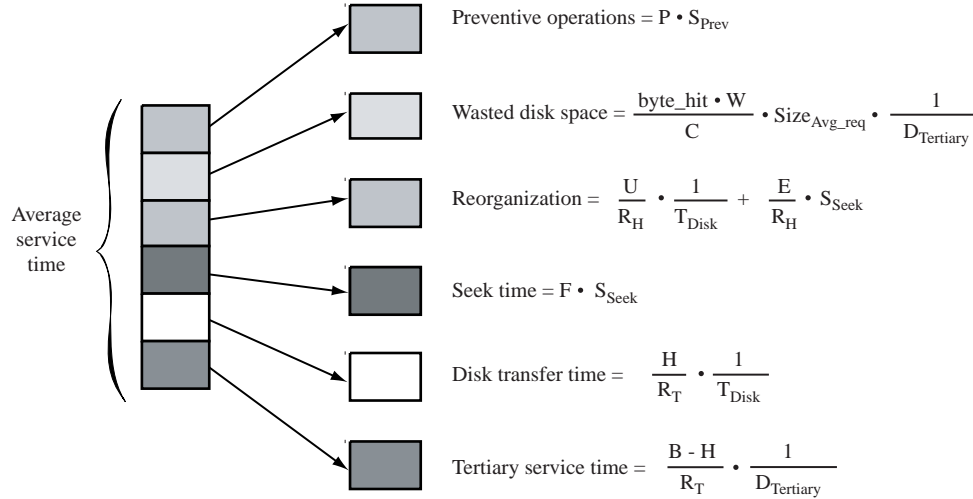 Preventive operations = P • S_Prev
Wasted disk space = byte_hit • W / C • Size_Avg_req • 1 / D_Tertiary
Reorganization = U / R_H • 1 / T_Disk + E / R_H • S_Seek
Average
service
time
Seek time = F • S_Seek
Disk transfer time = H / R_T • 1 / T_Disk
Tertiary service time = B - H / R_T • 1 / D_Tertiary